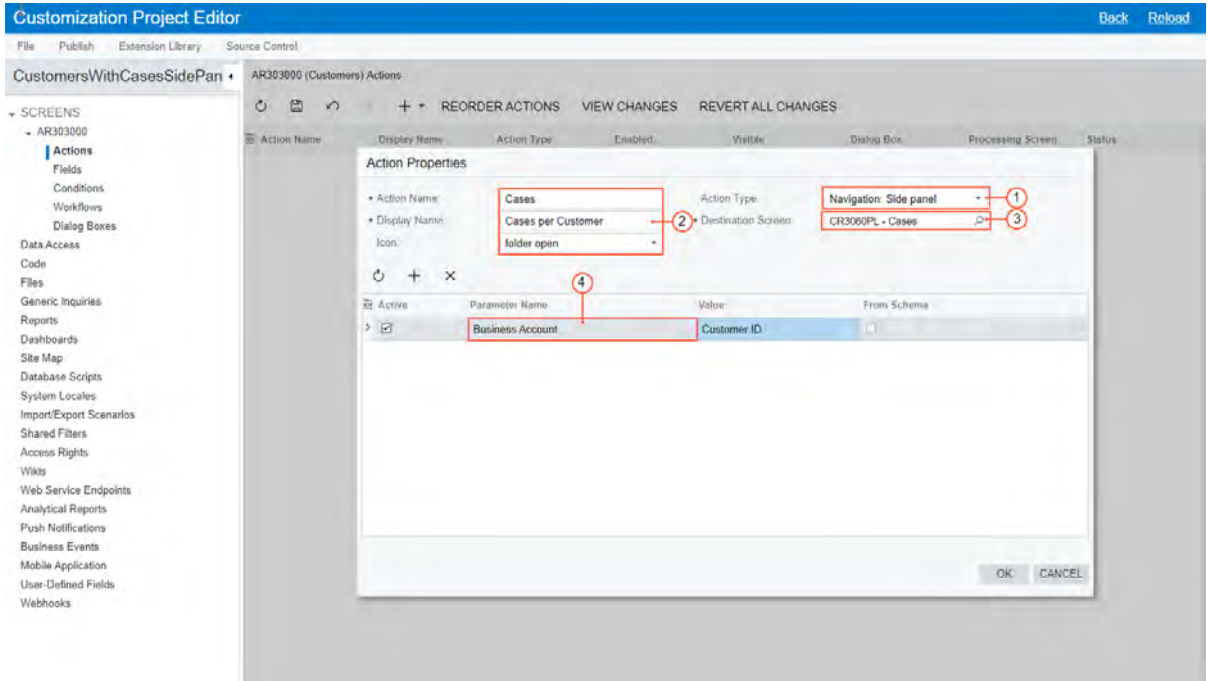 Customization Project Editor
Back Reload
File Publish Extension Library Source Control
CustomersWithCasesSidePan
AR303000 (Customers) Actions
REORDER ACTIONS VIEW CHANGES REVERT ALL CHANGES
Action Name Display Name Action Type Enabled Visible Dialog Box Processing Screen Status
SCREENS
AR303000
Actions
Fields
Conditions
Workflows
Dialog Boxes
Data Access
Code
Files
Generic Inquiries
Reports
Dashboards
Site Map
Database Scripts
System Locales
Import/Export Scenarios
Shared Filters
Access Rights
Wikis
Web Service Endpoints
Analytical Reports
Push Notifications
Business Events
Mobile Application
User-Defined Fields
Webhooks
Action Properties
Action Name: Cases
Display Name: Cases per Customer
2
Icon: folder open
Action Type: Navigation: Side panel
1
Destination Screen: CR3060PL - Cases
3
4
Active Parameter Name Value From Schema
Business Account Customer ID
OK CANCEL